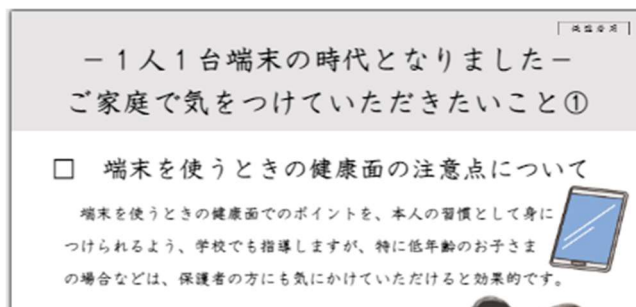 －１人１台端末の時代となりました－
ご家庭で気をつけていただきたいこと①
□　端末を使うときの健康面の注意点について
端末を使うときの健康面でのポイントを、本人の習慣として身に
つけられるよう、学校でも指導しますが、特に低年齢のお子さま
の場合などは、保護者の方にも気にかけていただけると効果的です。